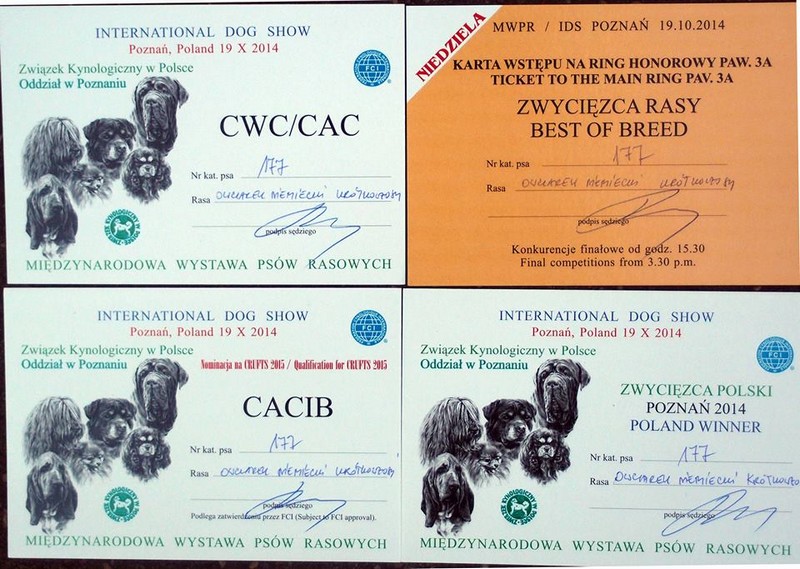 INTERNATIONAL DOG SHOW
Poznań, Poland 19 X 2014
Związek Kynologiczny w Polsce
Oddział w Poznaniu
FCI
CWC/CAC
Nr kat. psa 177
Rasa OWCZAREK NIEMIECKI KRÓTKOWŁOSY
podpis sędziego
MIĘDZYNARODOWA WYSTAWA PSÓW RASOWYCH
NIEDZIELA
MWPR / IDS POZNAŃ 19.10.2014
KARTA WSTĘPU NA RING HONOROWY PAW. 3A
TICKET TO THE MAIN RING PAV. 3A
ZWYCIĘZCA RASY
BEST OF BREED
Nr kat. psa 177
Rasa OWCZAREK NIEMIECKI KRÓTKOWŁOSY
podpis sędziego
Konkurencje finałowe od godz. 15.30
Final competitions from 3.30 p.m.
INTERNATIONAL DOG SHOW
Poznań, Poland 19 X 2014
Związek Kynologiczny w Polsce
Oddział w Poznaniu
FCI
Nominacja na CRUFTS 2015 / Qualification for CRUFTS 2015
CACIB
Nr kat. psa 177
Rasa OWCZAREK NIEMIECKI KRÓTKOWŁOSY
podpis sędziego
Podlega zatwierdzeniu przez FCI (Subject to FCI approval).
MIĘDZYNARODOWA WYSTAWA PSÓW RASOWYCH
INTERNATIONAL DOG SHOW
Poznań, Poland 19 X 2014
Związek Kynologiczny w Polsce
Oddział w Poznaniu
FCI
ZWYCIĘZCA POLSKI
POZNAŃ 2014
POLAND WINNER
Nr kat. psa 177
Rasa OWCZAREK NIEMIECKI KRÓTKOWŁO
podpis sędziego
MIĘDZYNARODOWA WYSTAWA PSÓW RASOWYCH